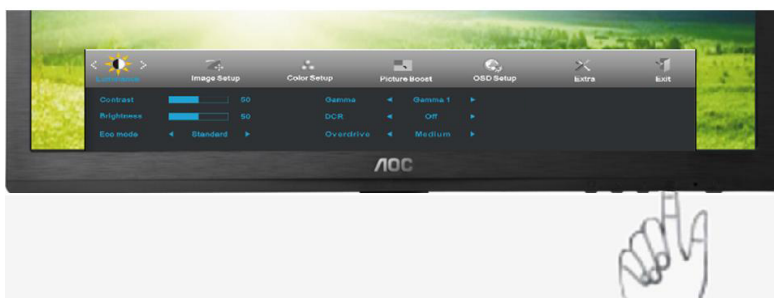 Luminance Image Setup Color Setup Picture Boost OSD Setup Extra Exit
Contrast 50 Gamma Gamma 1
Brightness 50 DCR Off
Eco mode Standard Overdrive Medium
AOC